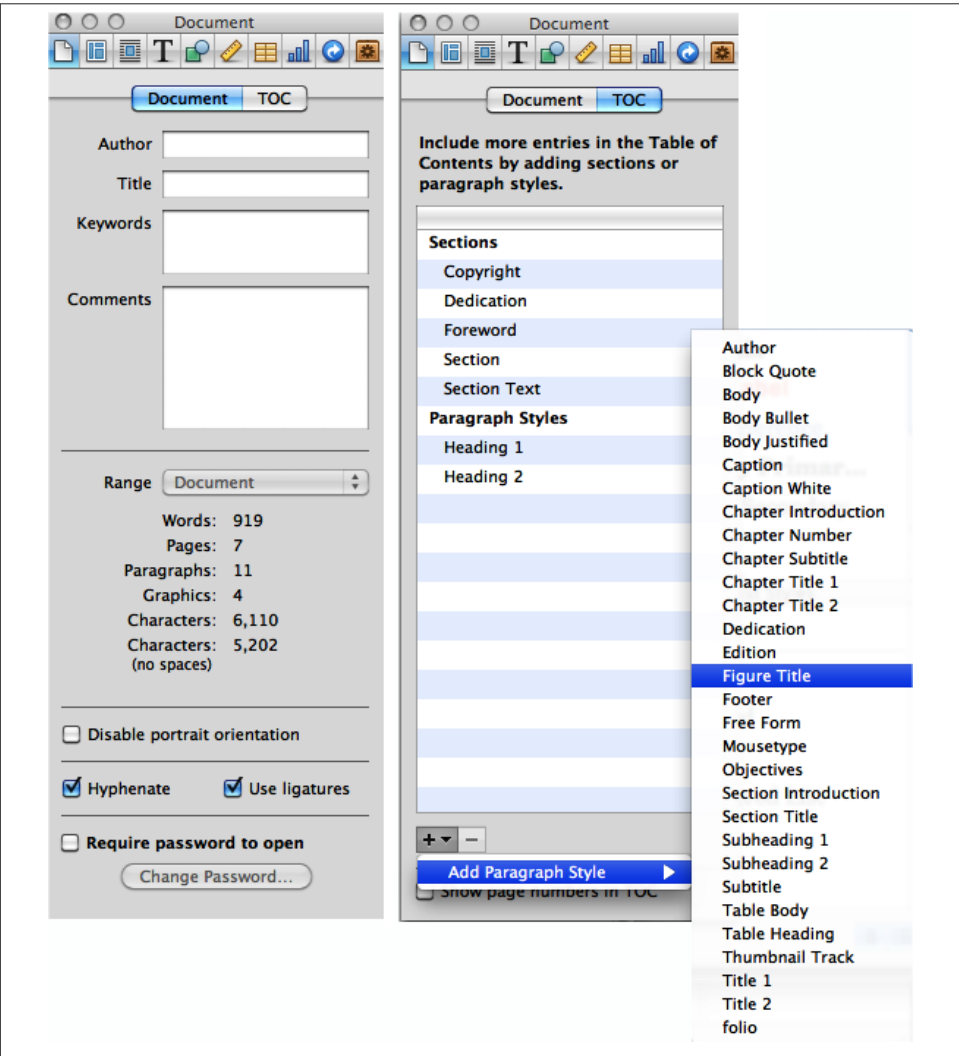 Document
Document TOC
Author
Title
Keywords
Comments
Range Document
Words: 919
Pages: 7
Paragraphs: 11
Graphics: 4
Characters: 6,110
Characters: 5,202
(no spaces)
Disable portrait orientation
Hyphenate Use ligatures
Require password to open
Change Password...
Document
Document TOC
Include more entries in the Table of
Contents by adding sections or
paragraph styles.
Sections
Copyright
Dedication
Foreword
Section
Section Text
Paragraph Styles
Heading 1
Heading 2
Add Paragraph Style
Show page numbers in TOC
Author
Block Quote
Body
Body Bullet
Body Justified
Caption
Caption White
Chapter Introduction
Chapter Number
Chapter Subtitle
Chapter Title 1
Chapter Title 2
Dedication
Edition
Figure Title
Footer
Free Form
Mousetype
Objectives
Section Introduction
Section Title
Subheading 1
Subheading 2
Subtitle
Table Body
Table Heading
Thumbnail Track
Title 1
Title 2
folio